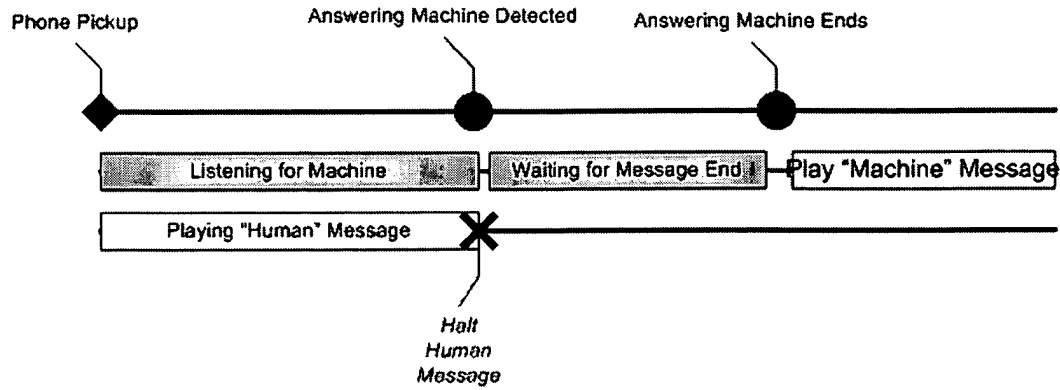 Phone Pickup
Answering Machine Detected
Answering Machine Ends
Listening for Machine
Waiting for Message End
Play "Machine" Message
Playing "Human" Message
Halt
Human
Message